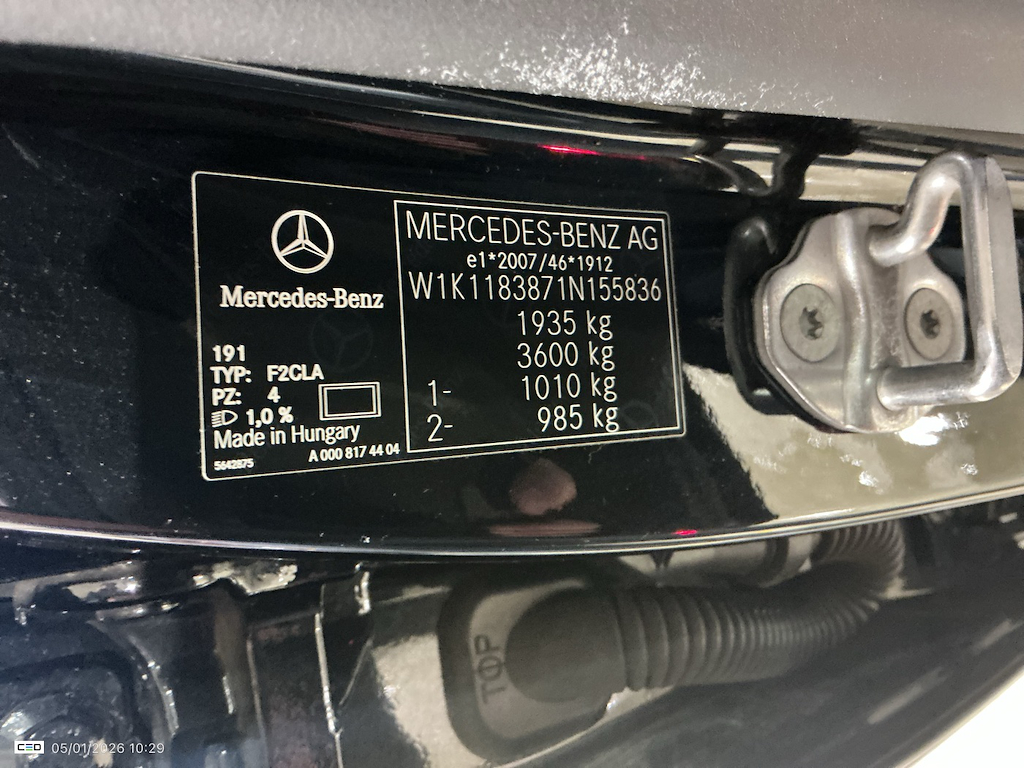 Mercedes-Benz
191
TYP: F2CLA
PZ: 4
1,0 %
Made in Hungary
5642875
A 000 817 44 04
MERCEDES-BENZ AG
e1*2007/46*1912
W1K1183871N155836
1935 kg
3600 kg
1- 1010 kg
2- 985 kg
TOP
CEO 05/01/2026 10:29